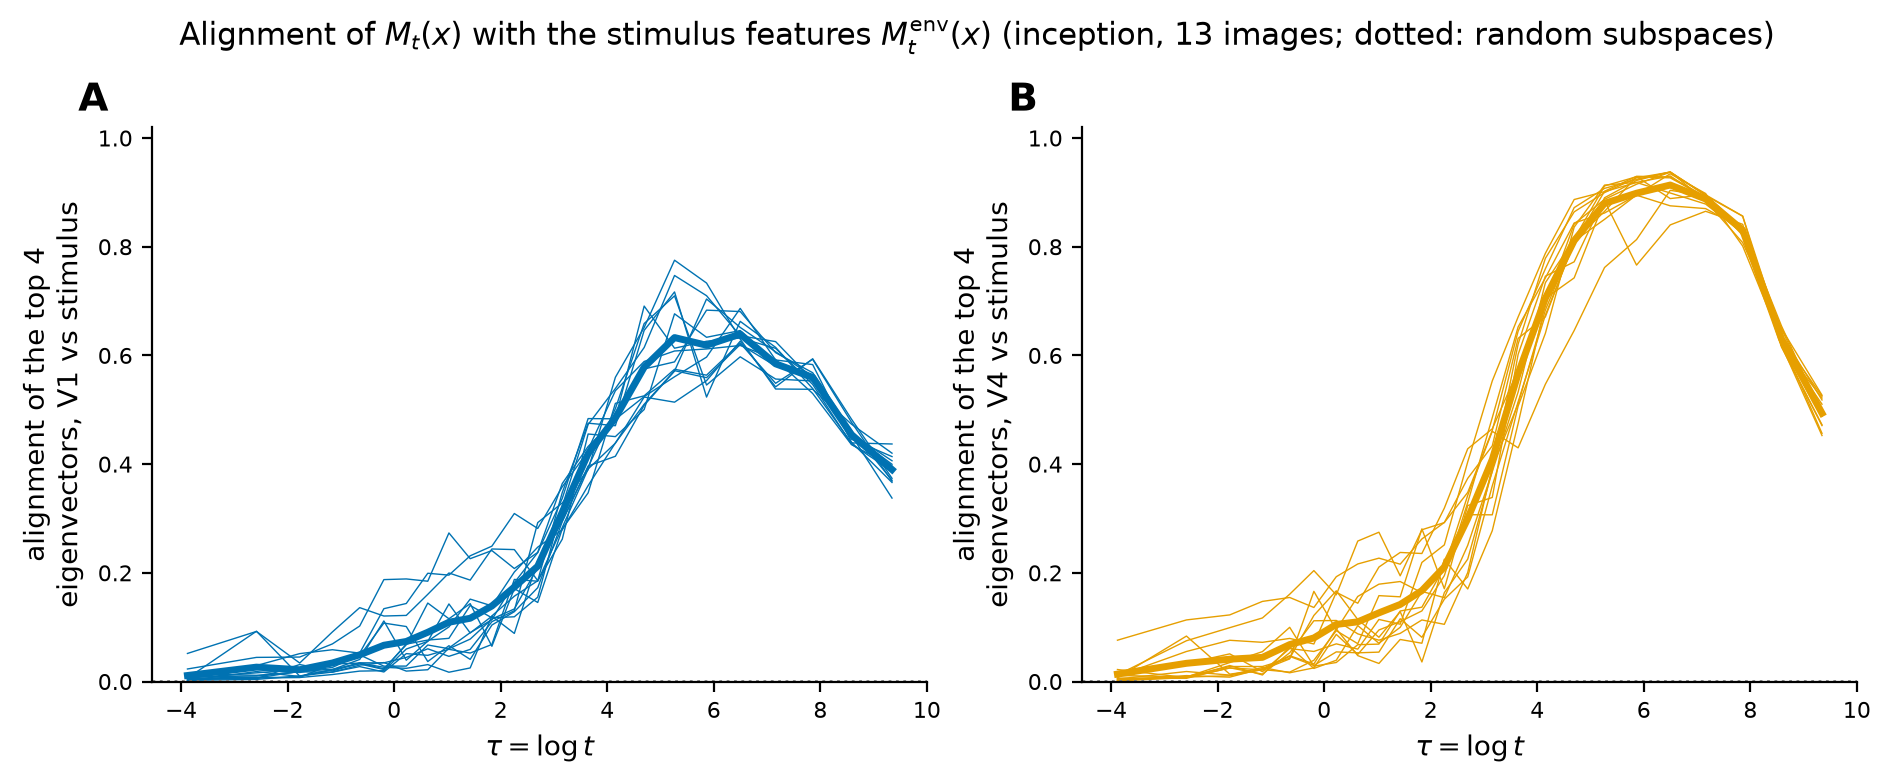 Alignment of M_t(x) with the stimulus features M_t^env(x) (inception, 13 images; dotted: random subspaces)
A
alignment of the top 4
eigenvectors, V1 vs stimulus
1.0
0.8
0.6
0.4
0.2
0.0
−4 −2 0 2 4 6 8 10
τ = log t
B
alignment of the top 4
eigenvectors, V4 vs stimulus
1.0
0.8
0.6
0.4
0.2
0.0
−4 −2 0 2 4 6 8 10
τ = log t